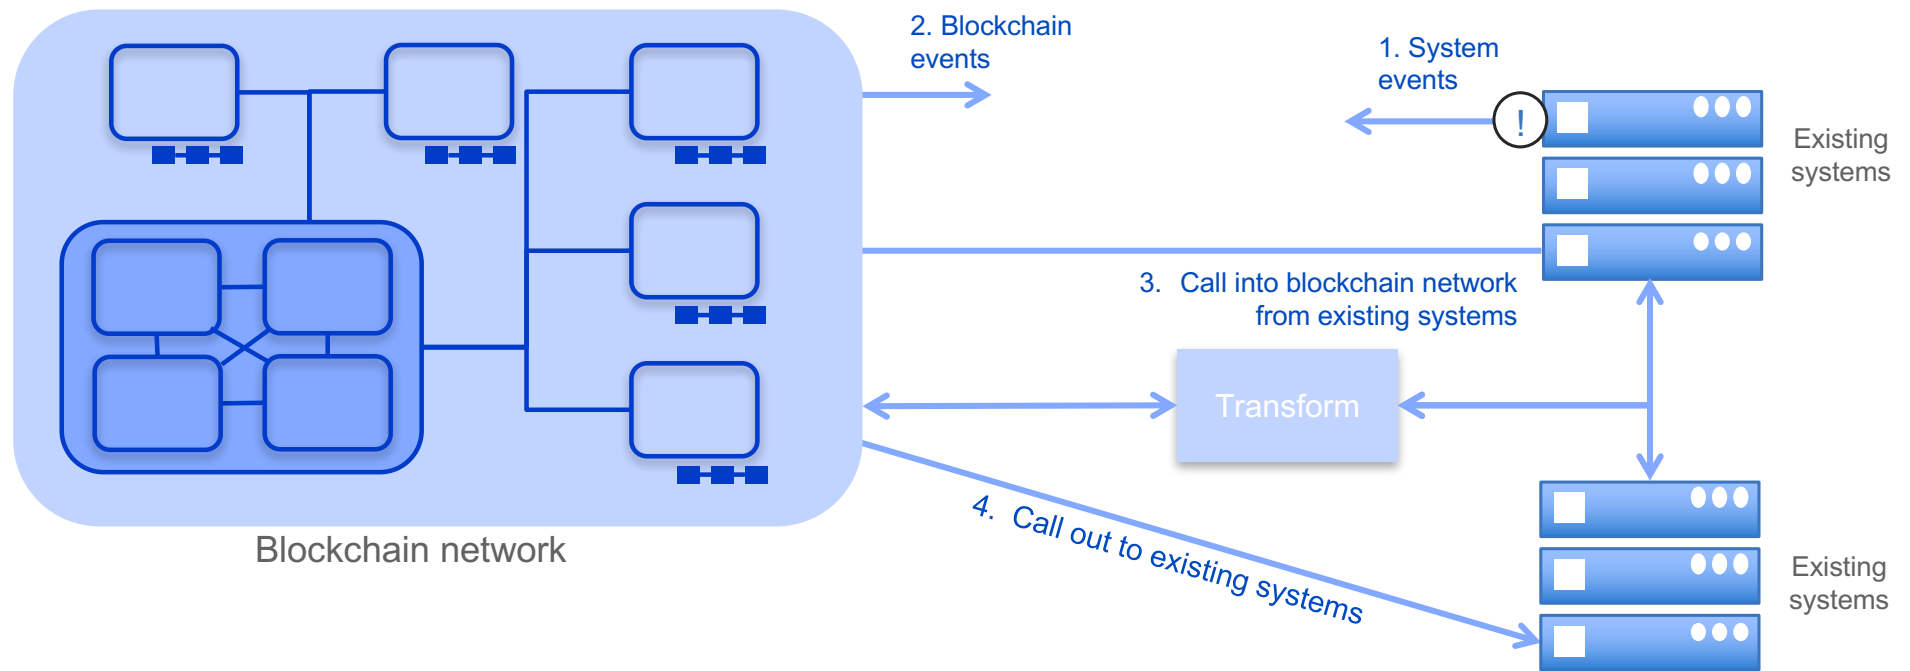 2. Blockchain
events
1. System
events
!
Existing
systems
3. Call into blockchain network
from existing systems
Transform
4. Call out to existing systems
Blockchain network
Existing
systems